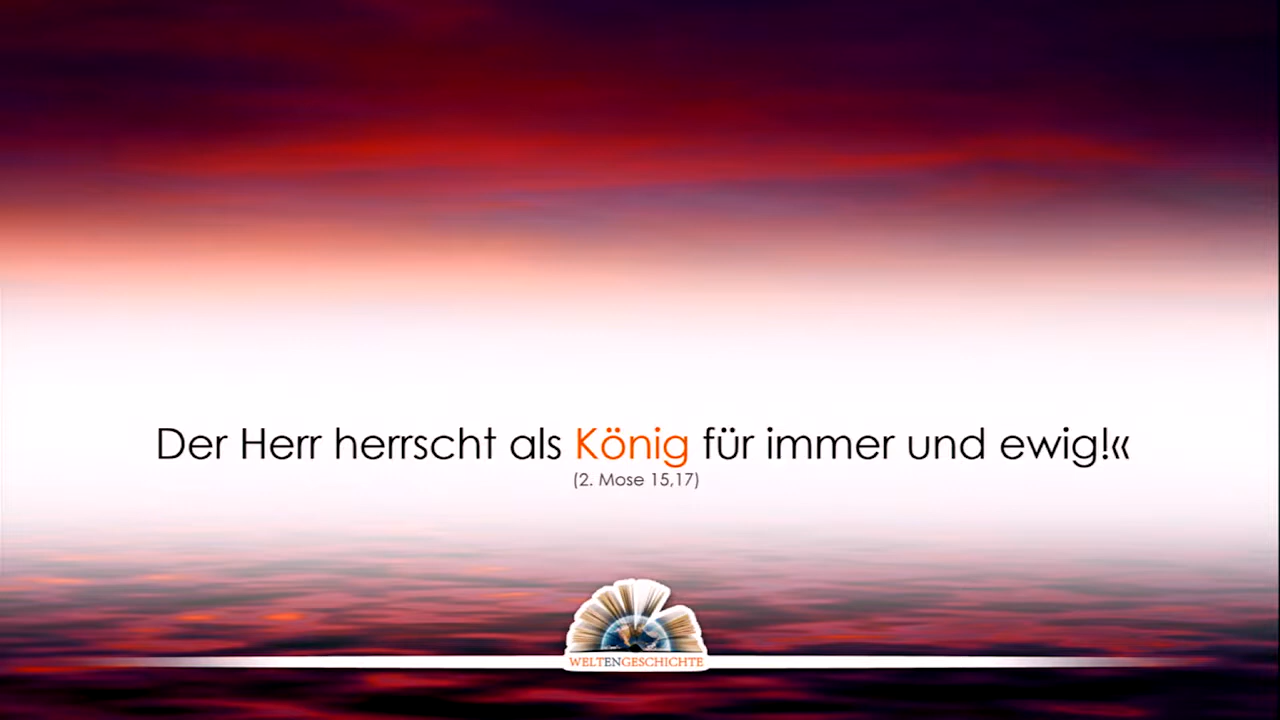 Der Herr herrscht als König für immer und ewig!«
(2. Mose 15,17)
WELTENGESCHICHTE